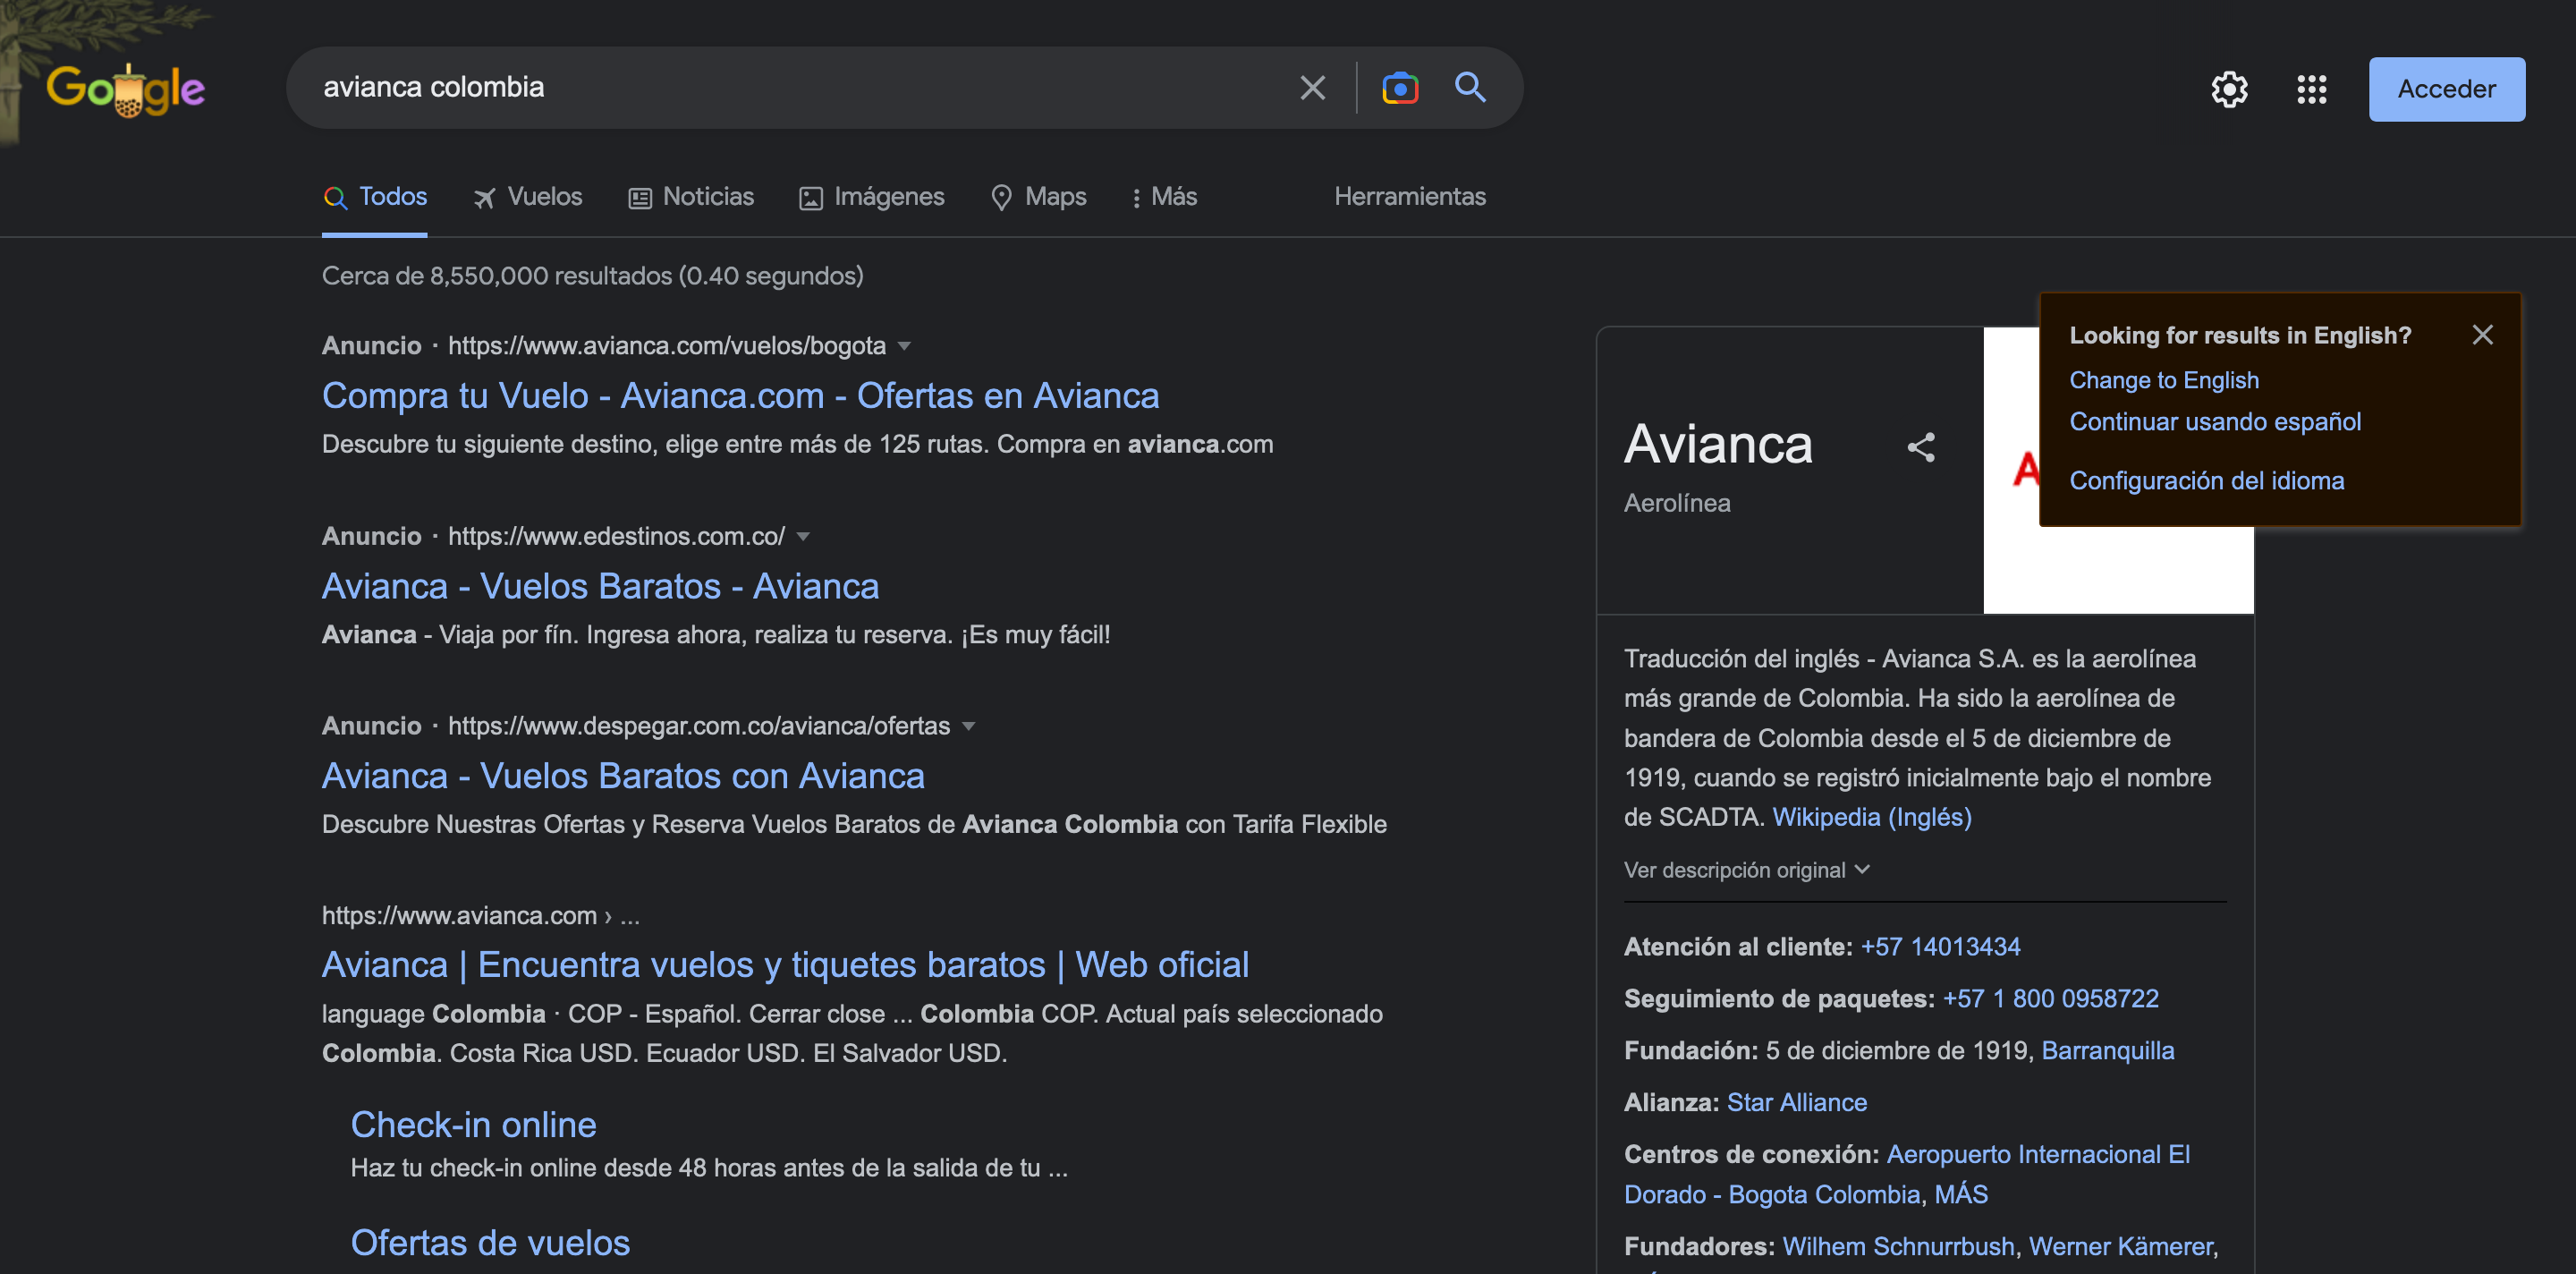 Google
avianca colombia
Acceder
Todos
Vuelos
Noticias
Imágenes
Maps
Más
Herramientas
Cerca de 8,550,000 resultados (0.40 segundos)
Anuncio · https://www.avianca.com/vuelos/bogota
Compra tu Vuelo - Avianca.com - Ofertas en Avianca
Descubre tu siguiente destino, elige entre más de 125 rutas. Compra en avianca.com
Anuncio · https://www.edestinos.com.co/
Avianca - Vuelos Baratos - Avianca
Avianca - Viaja por fín. Ingresa ahora, realiza tu reserva. ¡Es muy fácil!
Anuncio · https://www.despegar.com.co/avianca/ofertas
Avianca - Vuelos Baratos con Avianca
Descubre Nuestras Ofertas y Reserva Vuelos Baratos de Avianca Colombia con Tarifa Flexible
https://www.avianca.com › ...
Avianca | Encuentra vuelos y tiquetes baratos | Web oficial
language Colombia · COP - Español. Cerrar close ... Colombia COP. Actual país seleccionado
Colombia. Costa Rica USD. Ecuador USD. El Salvador USD.
Check-in online
Haz tu check-in online desde 48 horas antes de la salida de tu ...
Ofertas de vuelos
Looking for results in English?
Change to English
Continuar usando español
Configuración del idioma
Avianca
Aerolínea
A
Traducción del inglés - Avianca S.A. es la aerolínea
más grande de Colombia. Ha sido la aerolínea de
bandera de Colombia desde el 5 de diciembre de
1919, cuando se registró inicialmente bajo el nombre
de SCADTA. Wikipedia (Inglés)
Ver descripción original
Atención al cliente: +57 14013434
Seguimiento de paquetes: +57 1 800 0958722
Fundación: 5 de diciembre de 1919, Barranquilla
Alianza: Star Alliance
Centros de conexión: Aeropuerto Internacional El
Dorado - Bogota Colombia, MÁS
Fundadores: Wilhem Schnurrbush, Werner Kämerer,